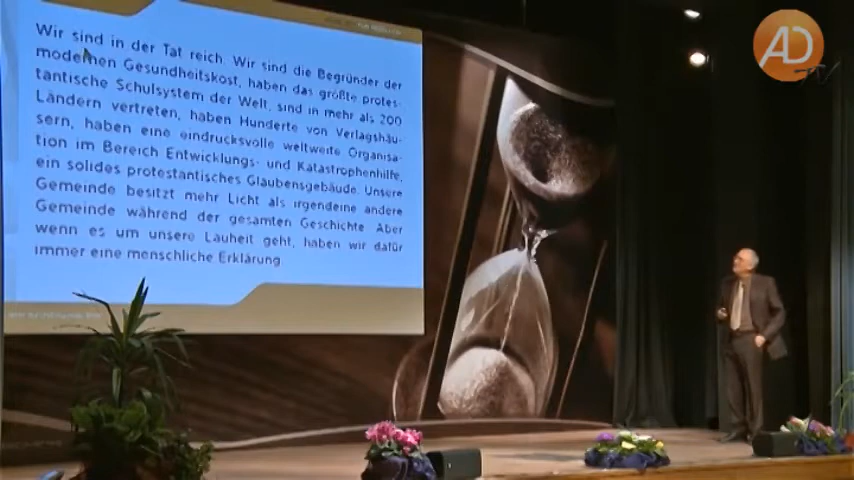 Wir sind in der Tat reich. Wir sind die Begründer der
modernen Gesundheitskost, haben das größte protes-
tantische Schulsystem der Welt, sind in mehr als 200
Ländern vertreten, haben Hunderte von Verlagshäu-
sern, haben eine eindrucksvolle weltweite Organisa-
tion im Bereich Entwicklungs- und Katastrophenhilfe,
ein solides protestantisches Glaubensgebäude. Unsere
Gemeinde besitzt mehr Licht als irgendeine andere
Gemeinde während der gesamten Geschichte. Aber
wenn es um unsere Lauheit geht, haben wir dafür
immer eine menschliche Erklärung.
AD
TV